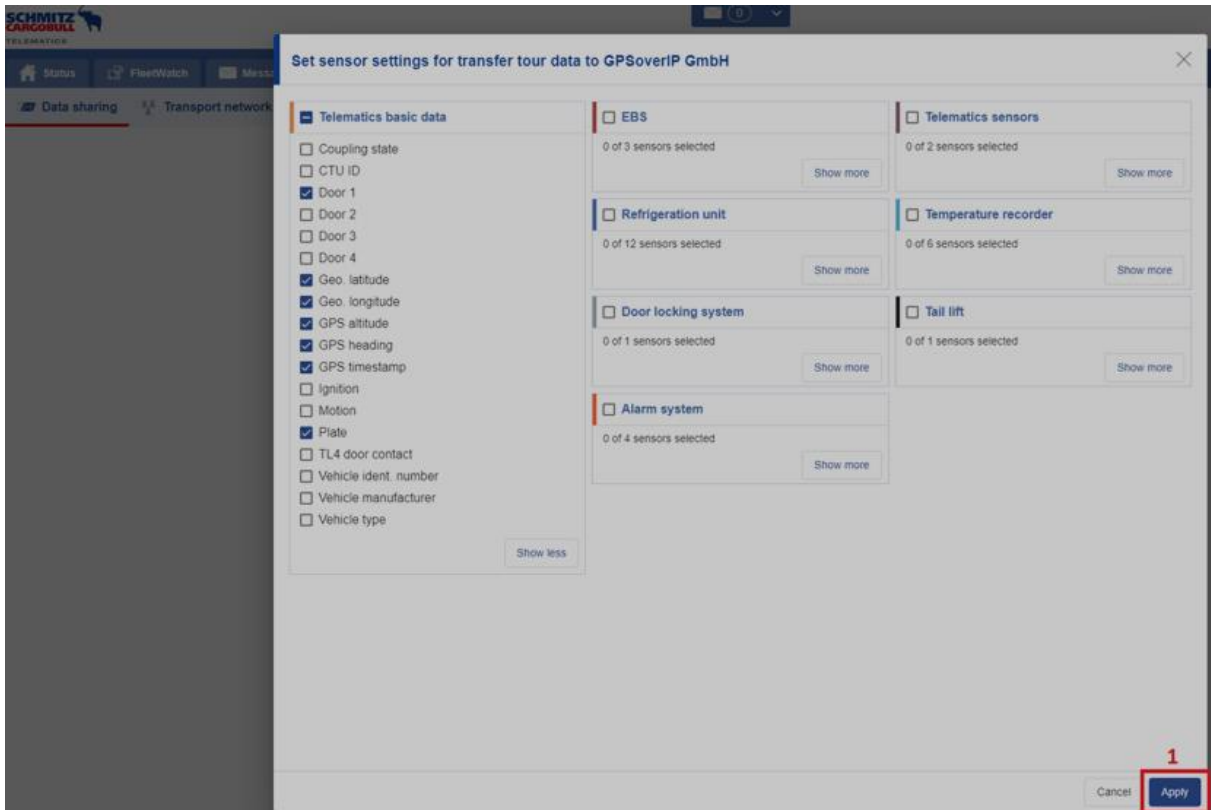 SCHMITZ
CARGOBULL
TELEMATICS
0
Status
FleetWatch
Messa
Data sharing
Transport network
Set sensor settings for transfer tour data to GPSoverIP GmbH
Telematics basic data
Coupling state
CTU ID
Door 1
Door 2
Door 3
Door 4
Geo. latitude
Geo. longitude
GPS altitude
GPS heading
GPS timestamp
Ignition
Motion
Plate
TL4 door contact
Vehicle ident. number
Vehicle manufacturer
Vehicle type
Show less
EBS
0 of 3 sensors selected
Show more
Telematics sensors
0 of 2 sensors selected
Show more
Refrigeration unit
0 of 12 sensors selected
Show more
Temperature recorder
0 of 6 sensors selected
Show more
Door locking system
0 of 1 sensors selected
Show more
Tail lift
0 of 1 sensors selected
Show more
Alarm system
0 of 4 sensors selected
Show more
1
Cancel
Apply